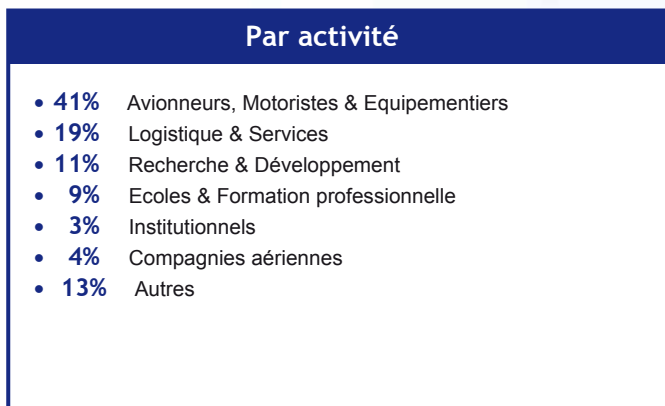 Par activité
• 41% Avionneurs, Motoristes & Equipementiers
• 19% Logistique & Services
• 11% Recherche & Développement
• 9% Ecoles & Formation professionnelle
• 3% Institutionnels
• 4% Compagnies aériennes
• 13% Autres